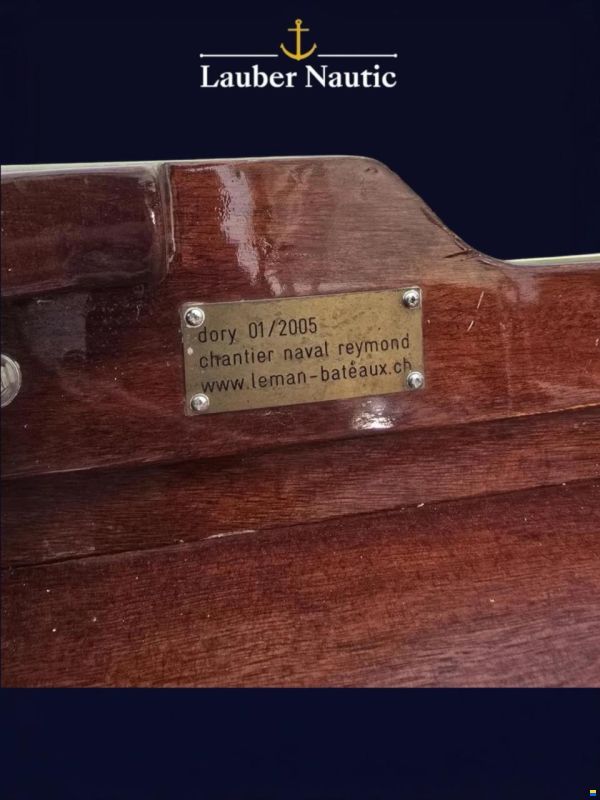 Lauber Nautic
dory 01/2005
chantier naval reymond
www.leman-bateaux.ch